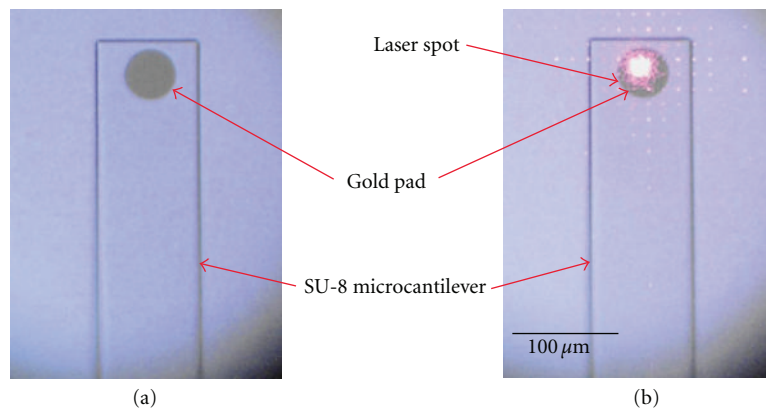 Laser spot
Gold pad
SU-8 microcantilever
100 μm
(a)
(b)